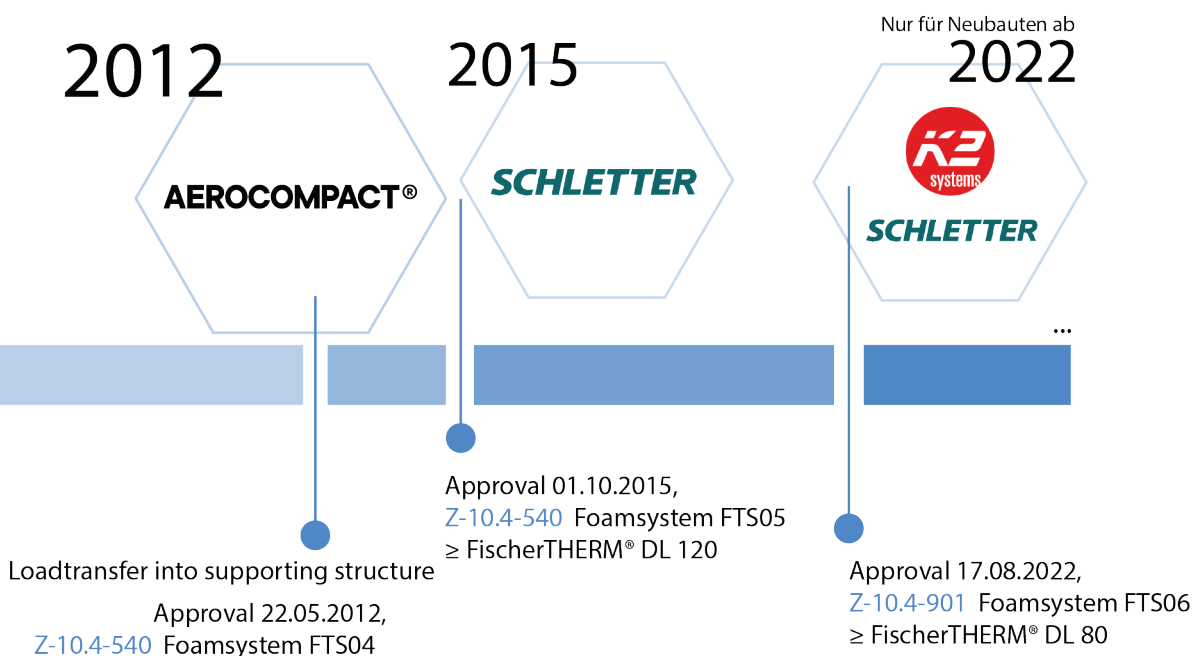 2012
AEROCOMPACT®
Loadtransfer into supporting structure
Approval 22.05.2012,
Z-10.4-540 Foamsystem FTS04
2015
SCHLETTER
Approval 01.10.2015,
Z-10.4-540 Foamsystem FTS05
≥ FischerTHERM® DL 120
Nur für Neubauten ab
2022
K2
systems
SCHLETTER
...
Approval 17.08.2022,
Z-10.4-901 Foamsystem FTS06
≥ FischerTHERM® DL 80